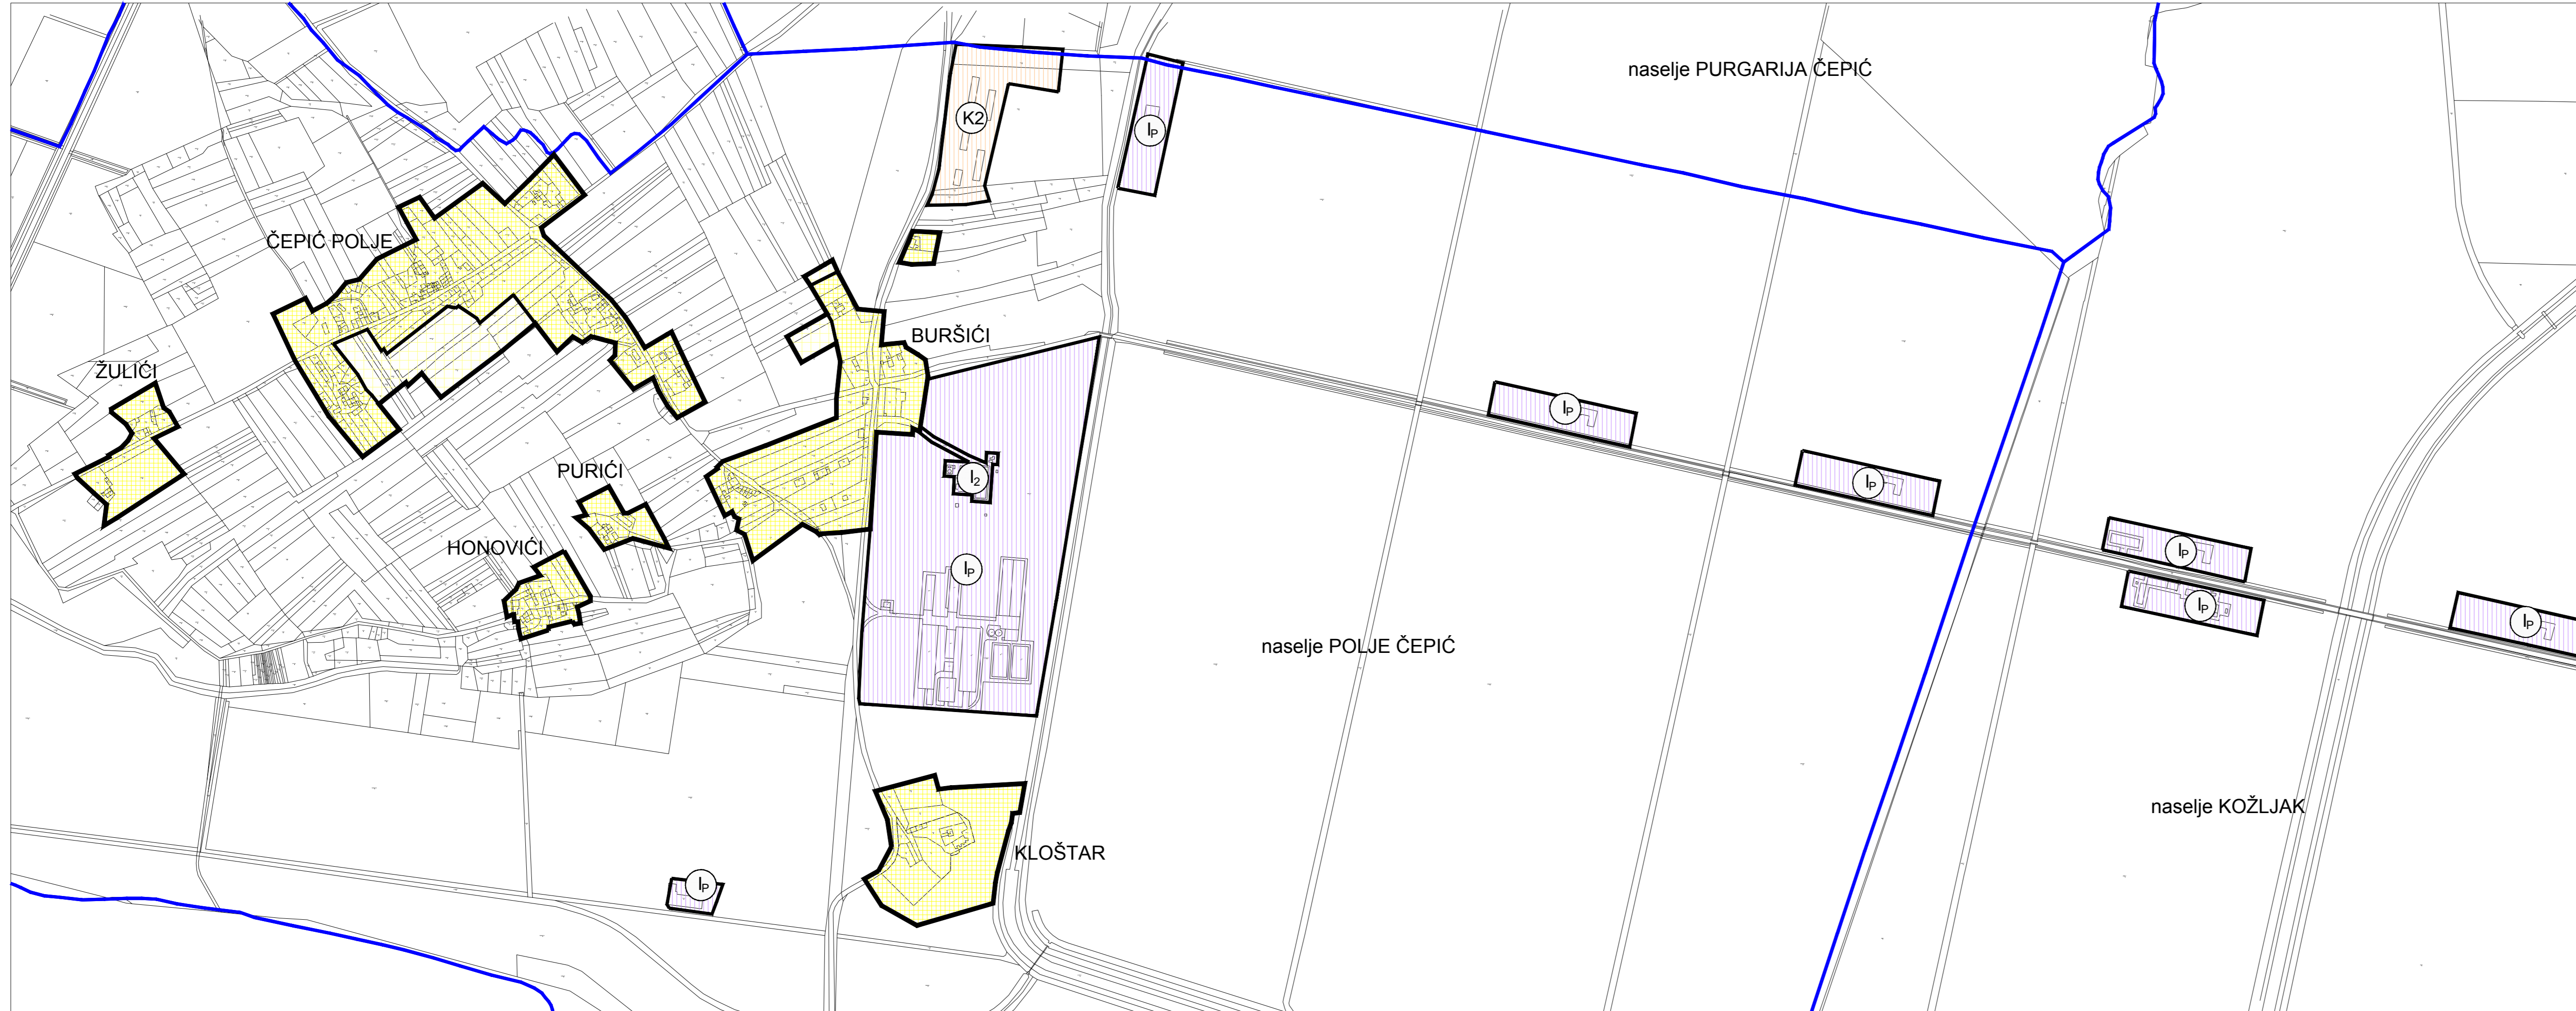 naselje PURGARIJA ČEPIĆ
K2
IP
ČEPIĆ POLJE
BURŠIĆI
ŽULIĆI
IP
PURIĆI
I2
IP
HONOVIĆI
IP
IP
IP
IP
naselje POLJE ČEPIĆ
naselje KOŽLJAK
KLOŠTAR
IP